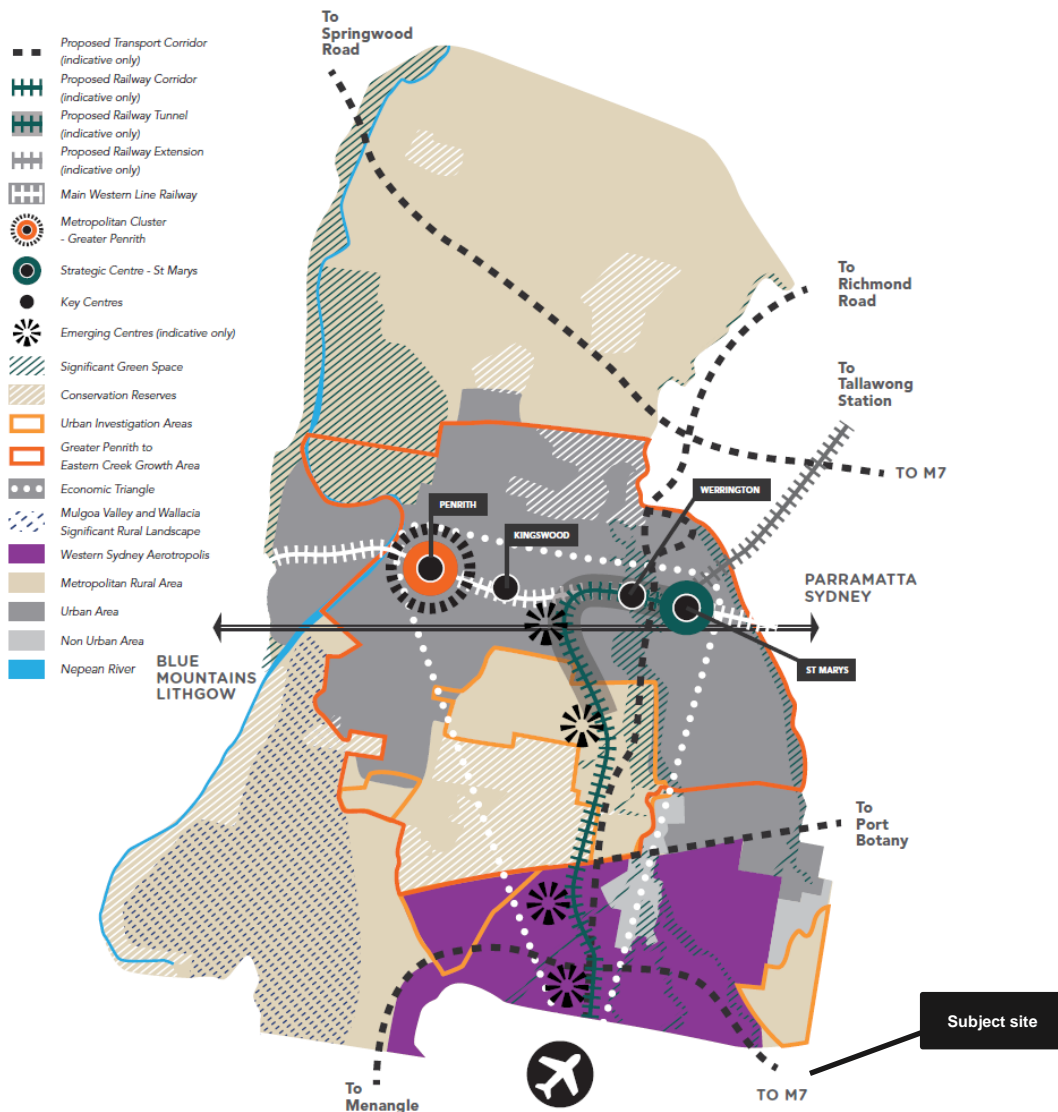 To
Springwood
Road
Proposed Transport Corridor
(indicative only)
Proposed Railway Corridor
(indicative only)
Proposed Railway Tunnel
(indicative only)
Proposed Railway Extension
(indicative only)
Main Western Line Railway
Metropolitan Cluster
- Greater Penrith
Strategic Centre - St Marys
Key Centres
Emerging Centres (indicative only)
Significant Green Space
Conservation Reserves
Urban Investigation Areas
Greater Penrith to
Eastern Creek Growth Area
Economic Triangle
Mulgoa Valley and Wallacia
Significant Rural Landscape
Western Sydney Aerotropolis
Metropolitan Rural Area
Urban Area
Non Urban Area
Nepean River
To
Richmond
Road
To
Tallawong
Station
TO M7
WERRINGTON
PENRITH
KINGSWOOD
PARRAMATTA
SYDNEY
BLUE
MOUNTAINS
LITHGOW
ST MARYS
To
Port
Botany
Subject site
To
Menangle
TO M7